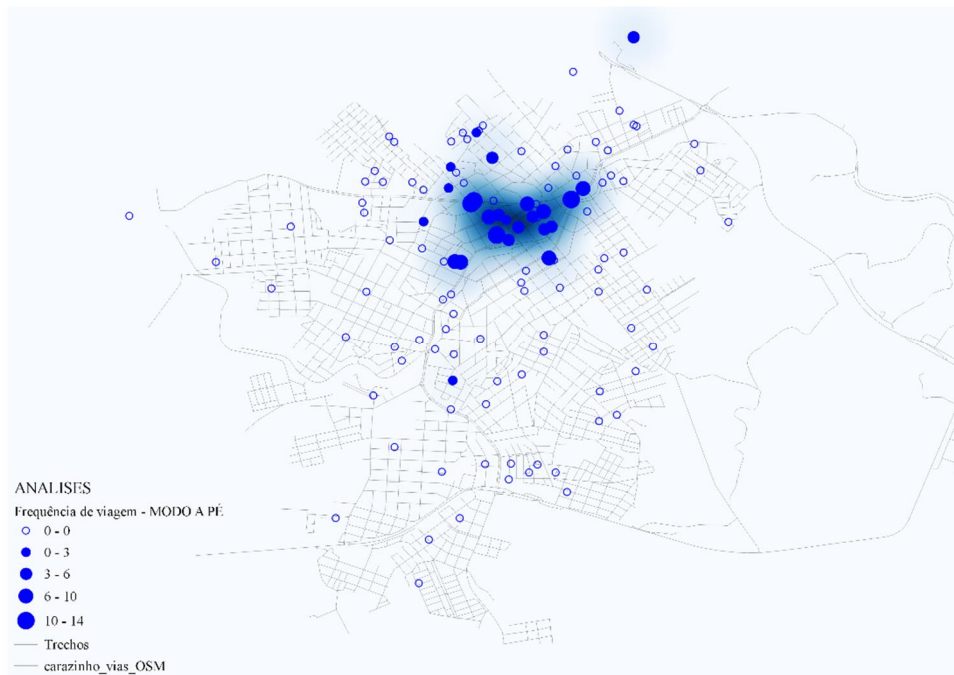 ANALISES
Frequência de viagem - MODO A PÉ
0 - 0
0 - 3
3 - 6
6 - 10
10 - 14
Trechos
carazinho_vias_OSM